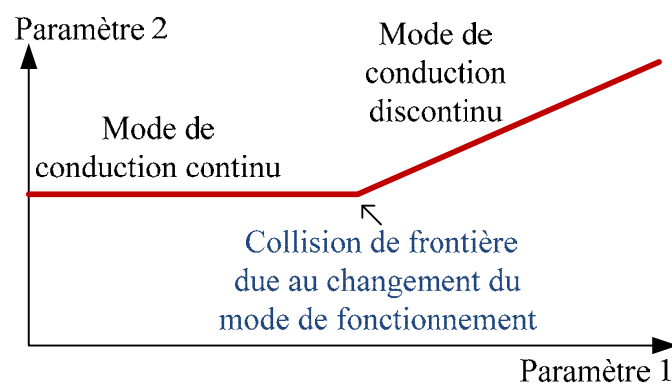 Paramètre 2
Mode de
conduction
discontinu
Mode de
conduction continu
Collision de frontière
due au changement du
mode de fonctionnement
Paramètre 1